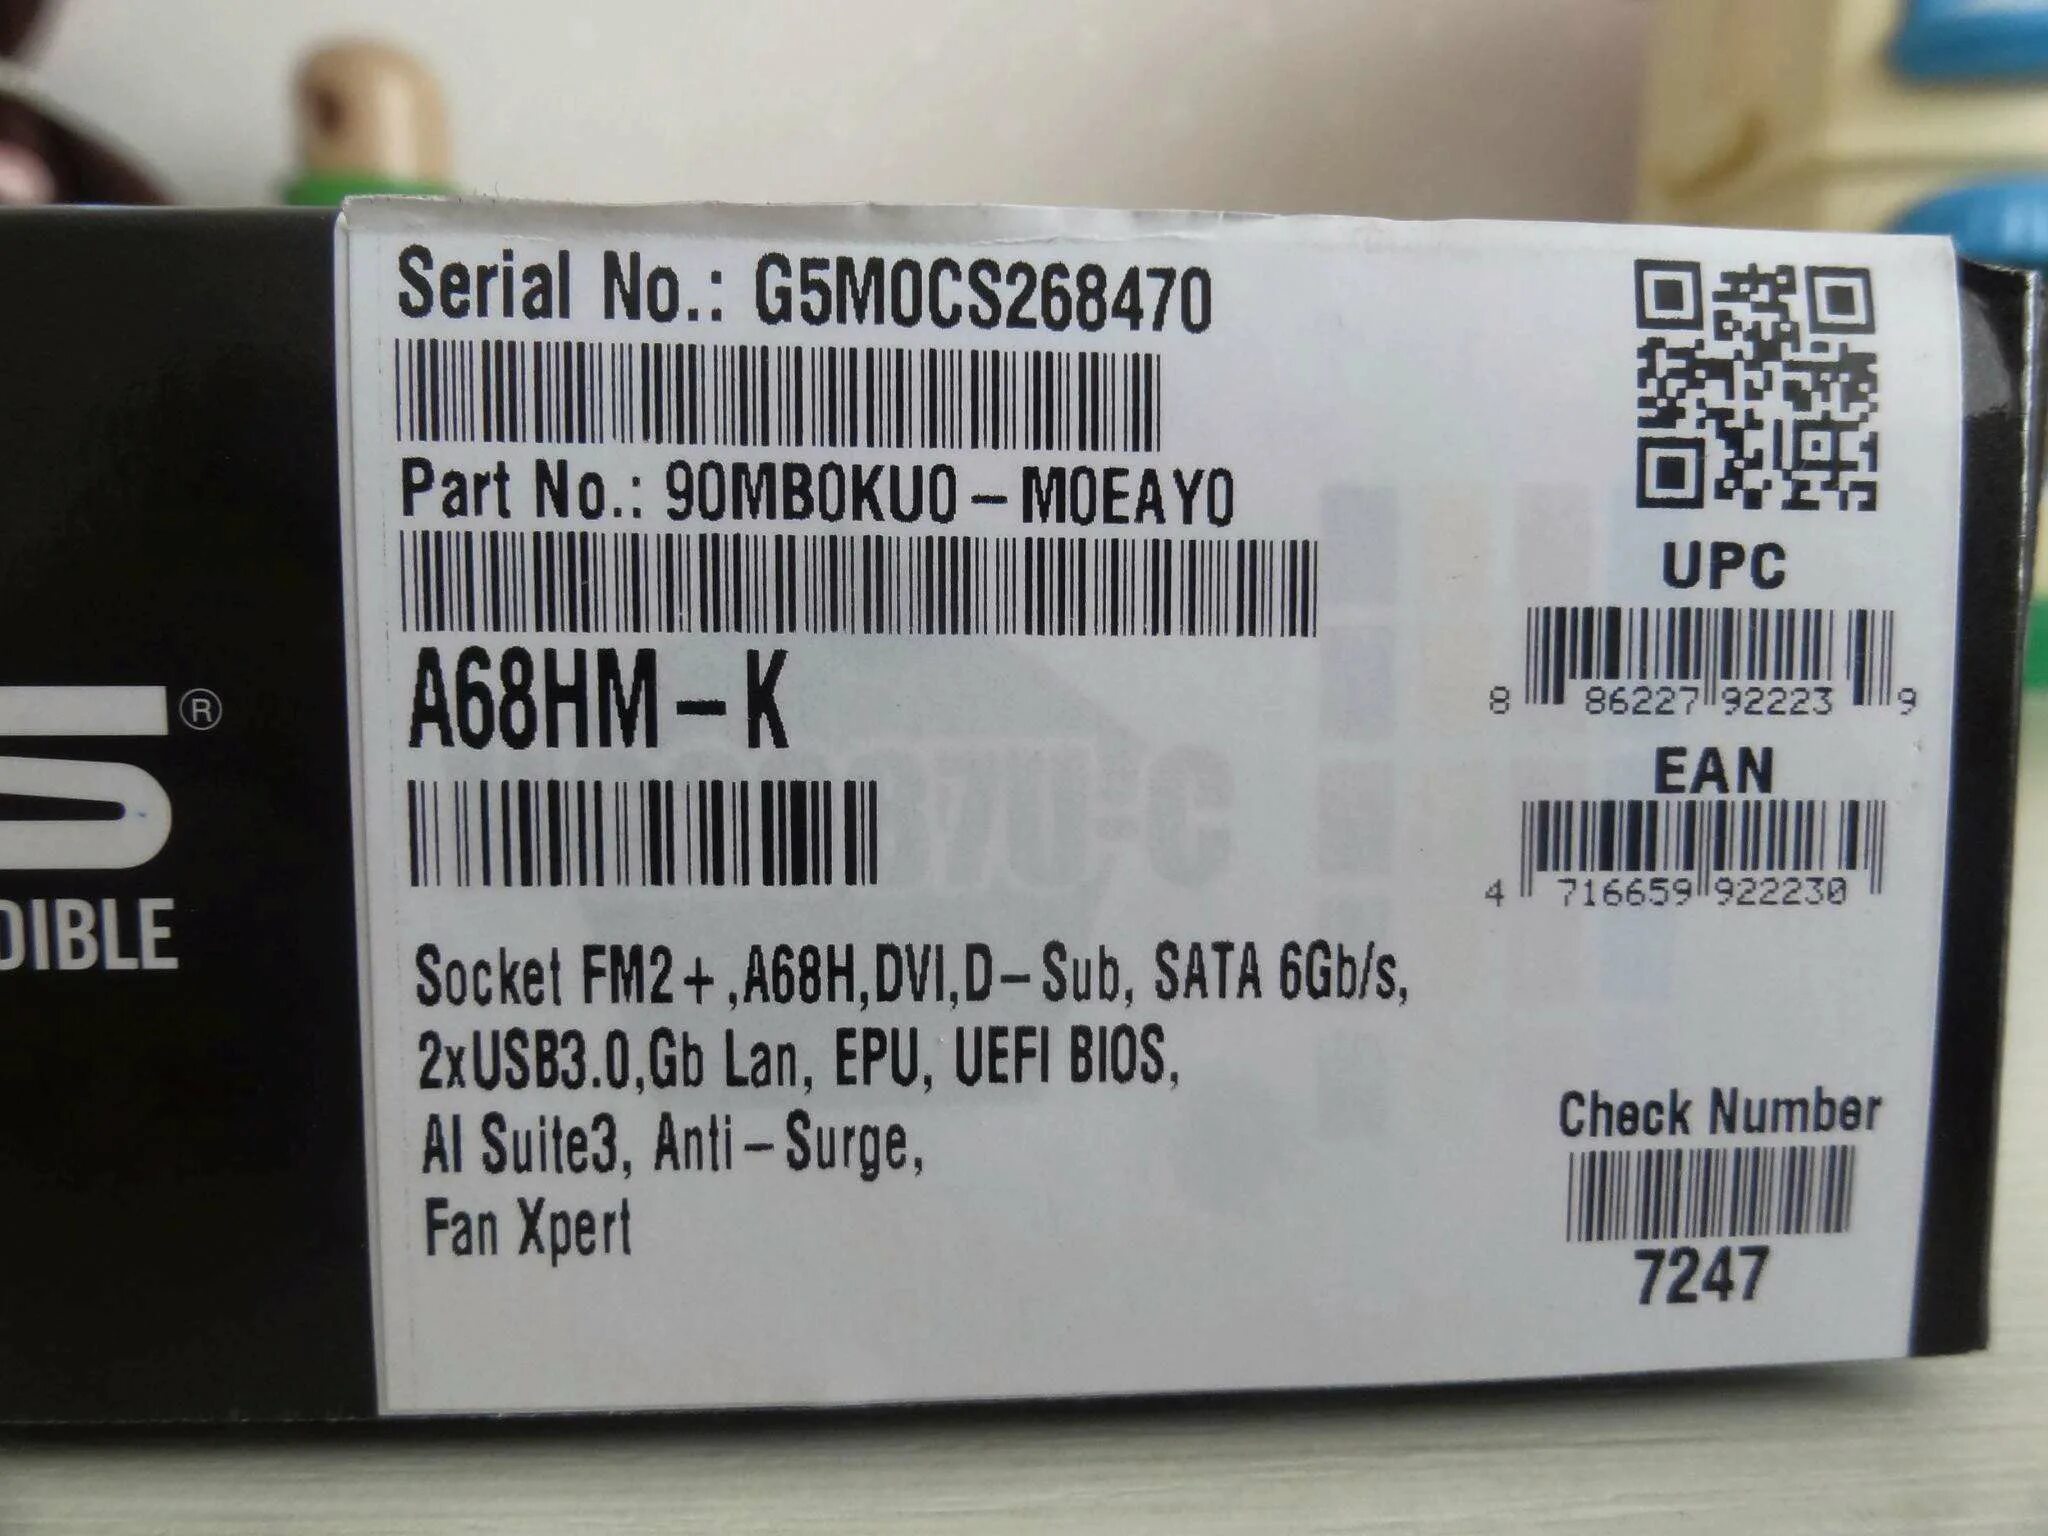 Serial No.: G5M0CS268470
Part No.: 90MB0KU0-M0EAY0
A68HM-K
Socket FM2+,A68H,DVI,D-Sub, SATA 6Gb/s,
2xUSB3.0,Gb Lan, EPU, UEFI BIOS,
AI Suite3, Anti-Surge,
Fan Xpert
UPC
8 86227 92223 9
EAN
4 716659 922230
Check Number
7247
®
DIBLE